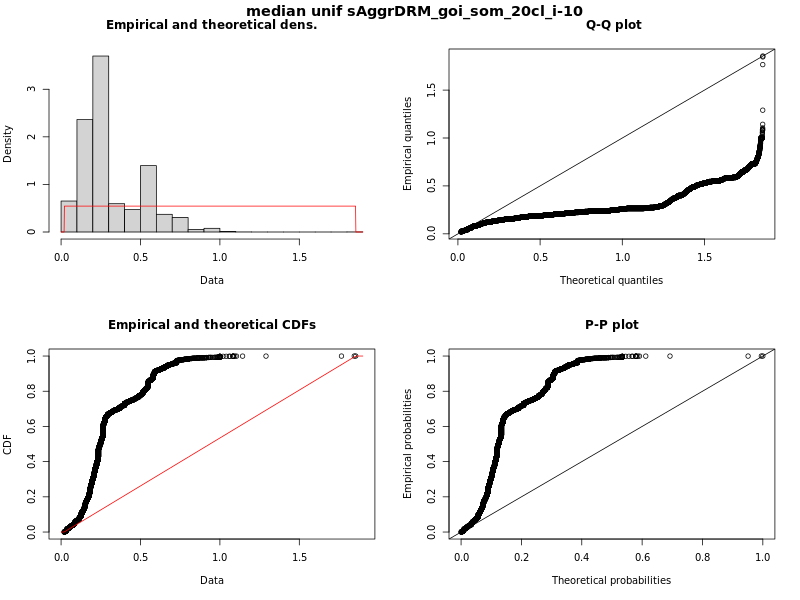 median unif sAggrDRM_goi_som_20cl_i-10
Empirical and theoretical dens.
Density
0 1 2 3
0.0 0.5 1.0 1.5
Data
Q-Q plot
Empirical quantiles
0.0 0.5 1.0 1.5
0.0 0.5 1.0 1.5
Theoretical quantiles
Empirical and theoretical CDFs
CDF
0.0 0.2 0.4 0.6 0.8 1.0
0.0 0.5 1.0 1.5
Data
P-P plot
Empirical probabilities
0.0 0.2 0.4 0.6 0.8 1.0
0.0 0.2 0.4 0.6 0.8 1.0
Theoretical probabilities